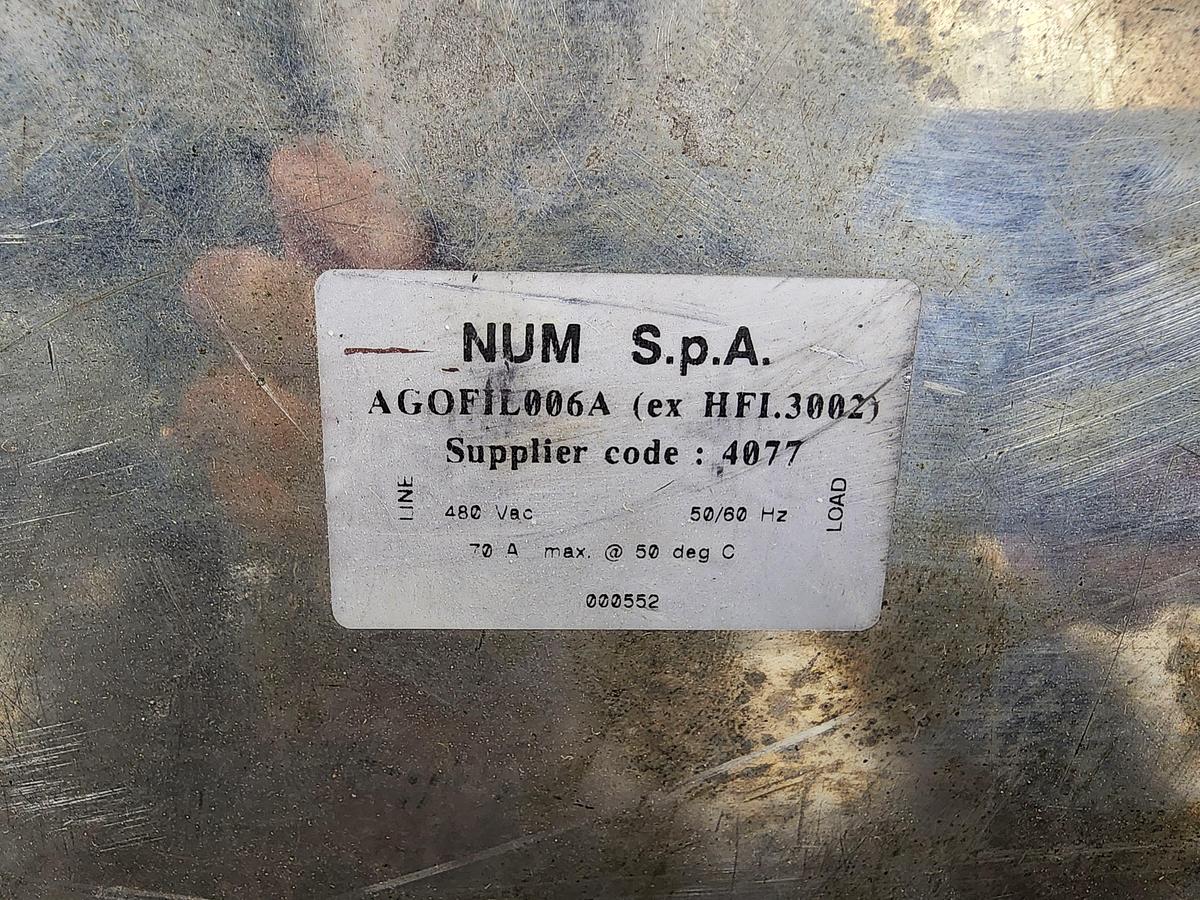 NUM S.p.A.
AGOFIL006A (ex HFI.3002)
Supplier code : 4077
LINE
480 Vac 50/60 Hz
LOAD
70 A max. @ 50 deg C
000552